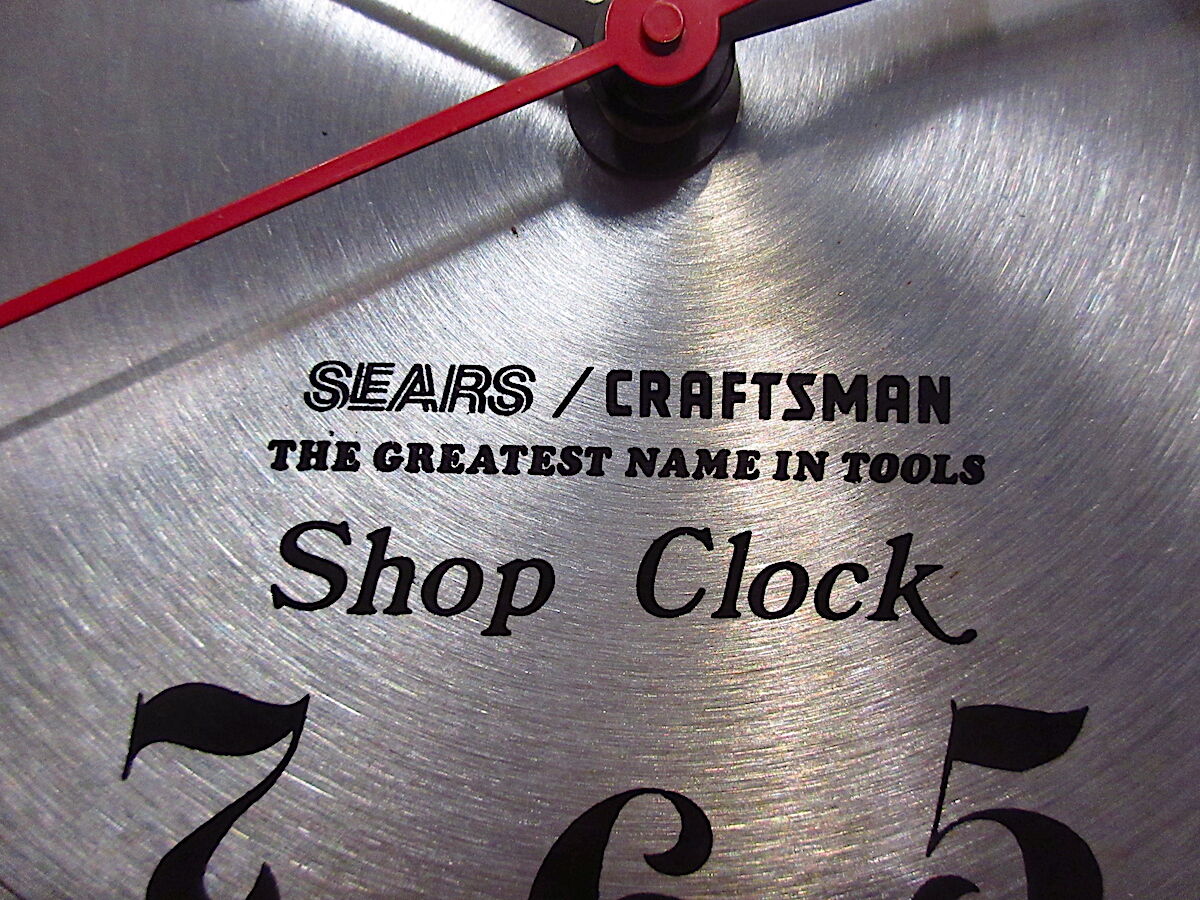 SEARS / CRAFTSMAN
THE GREATEST NAME IN TOOLS
Shop Clock
7 6 5